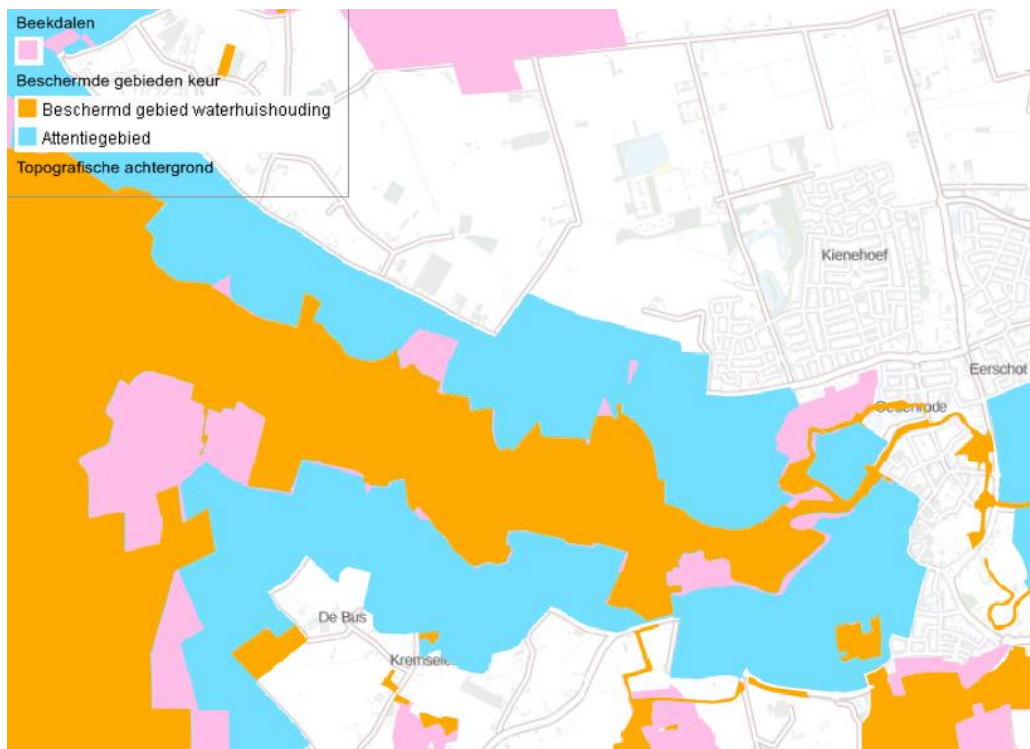 Beekdalen
Beschermde gebieden keur
Beschermd gebied waterhuishouding
Attentiegebied
Topografische achtergrond
Kienehoef
Eerschot
De Bus